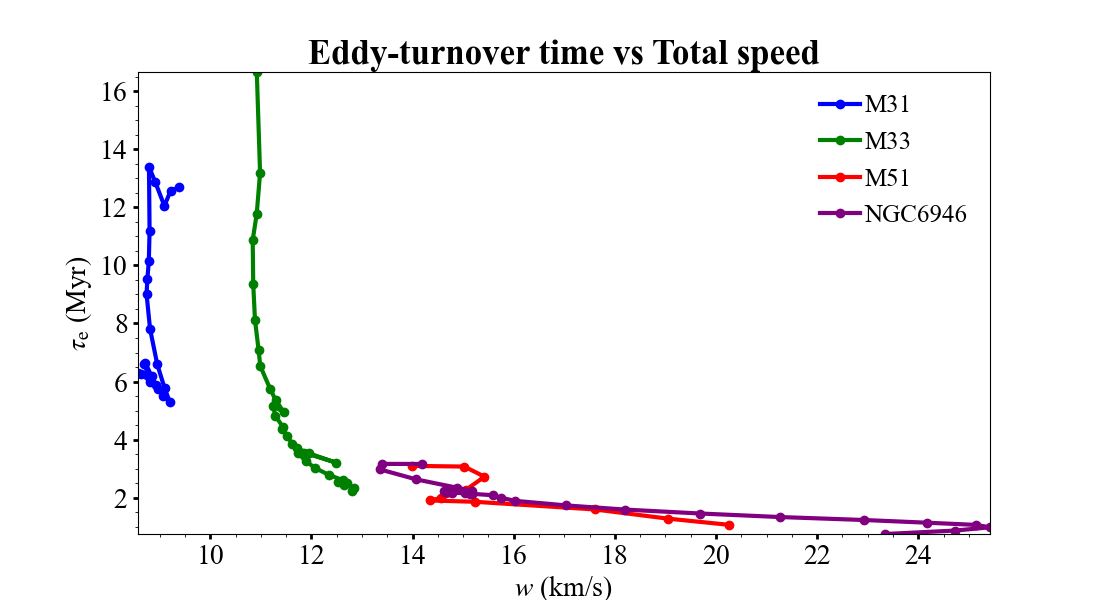 Eddy-turnover time vs Total speed
16
14
12
10
8
6
4
2
τe (Myr)
M31
M33
M51
NGC6946
10 12 14 16 18 20 22 24
w (km/s)